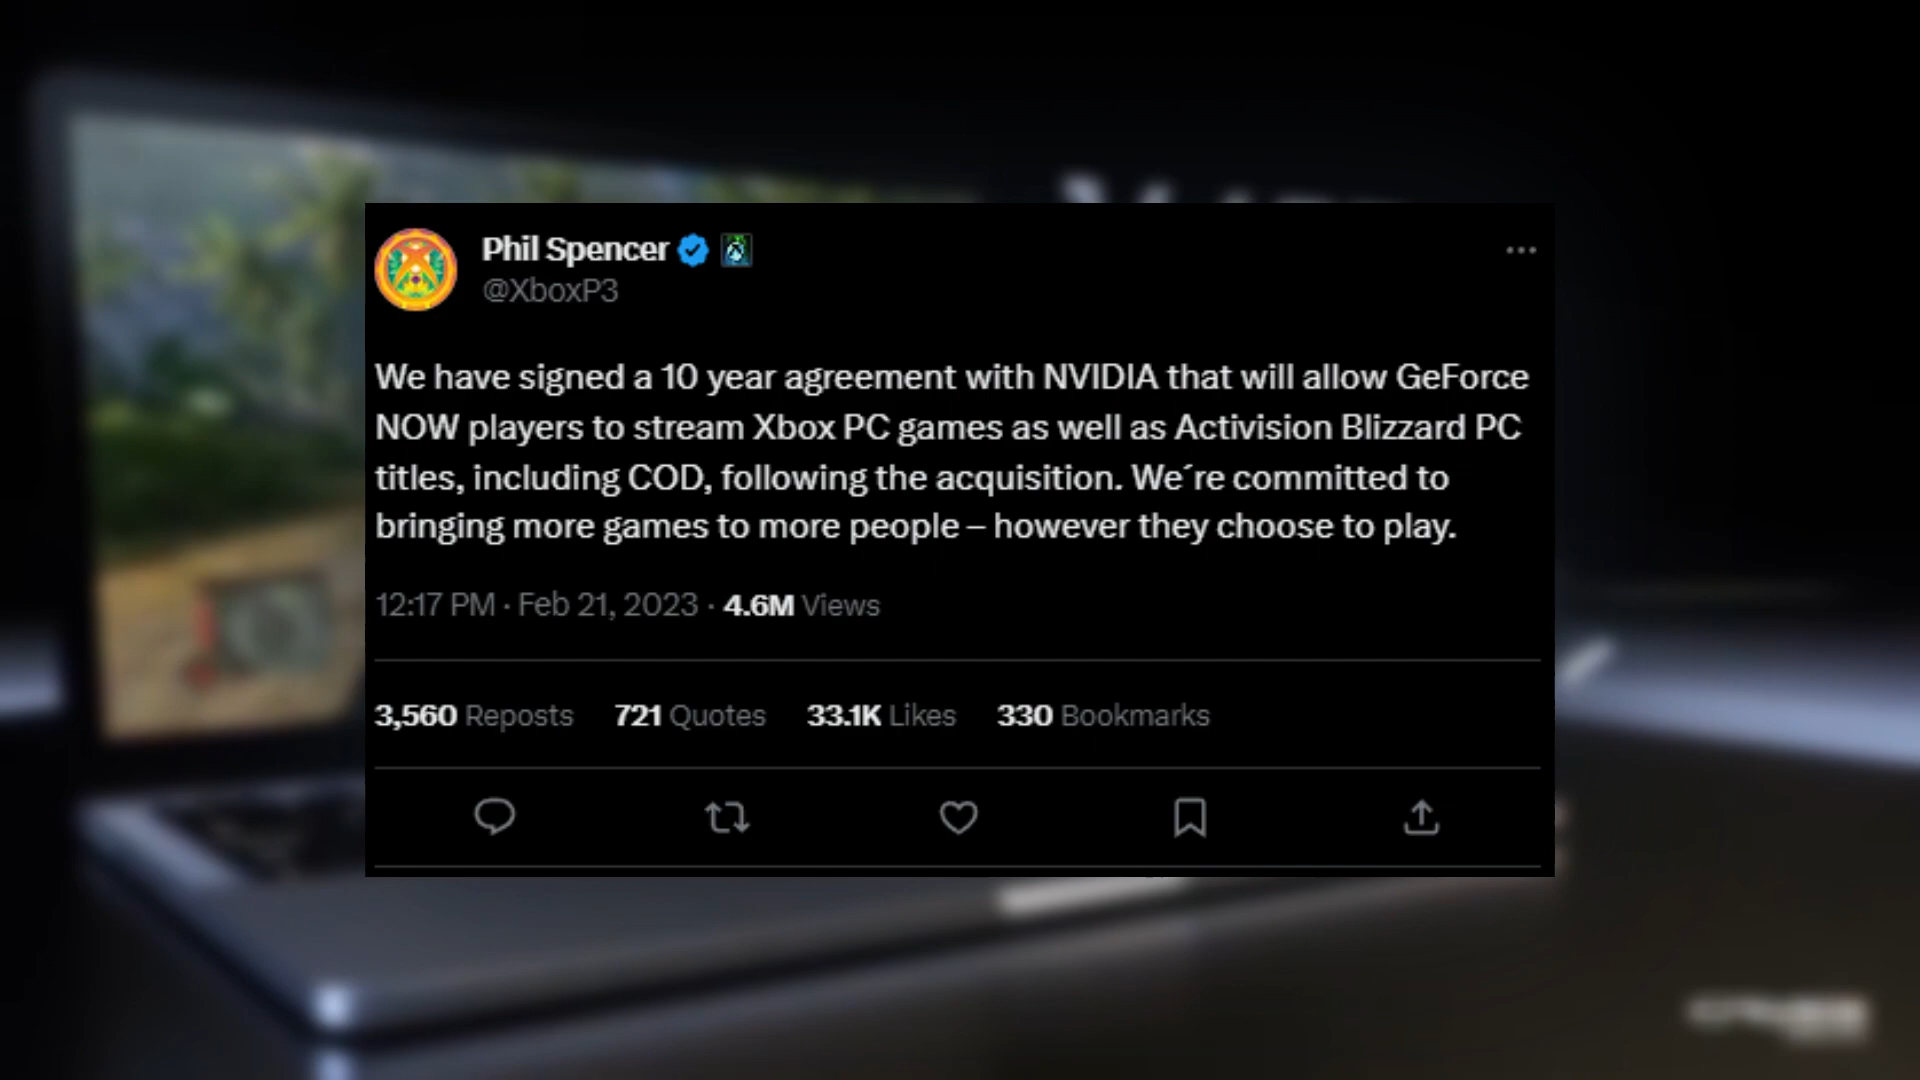 Phil Spencer
@XboxP3
We have signed a 10 year agreement with NVIDIA that will allow GeForce
NOW players to stream Xbox PC games as well as Activision Blizzard PC
titles, including COD, following the acquisition. We´re committed to
bringing more games to more people – however they choose to play.
12:17 PM · Feb 21, 2023 · 4.6M Views
3,560 Reposts 721 Quotes 33.1K Likes 330 Bookmarks